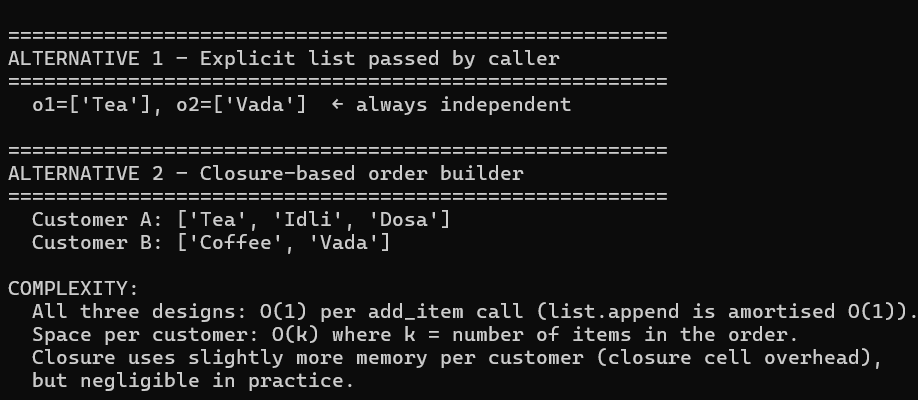 =======================================================
ALTERNATIVE 1 — Explicit list passed by caller
=======================================================
  o1=['Tea'], o2=['Vada']  ← always independent

=======================================================
ALTERNATIVE 2 — Closure-based order builder
=======================================================
  Customer A: ['Tea', 'Idli', 'Dosa']
  Customer B: ['Coffee', 'Vada']

COMPLEXITY:
  All three designs: O(1) per add_item call (list.append is amortised O(1)).
  Space per customer: O(k) where k = number of items in the order.
  Closure uses slightly more memory per customer (closure cell overhead),
  but negligible in practice.